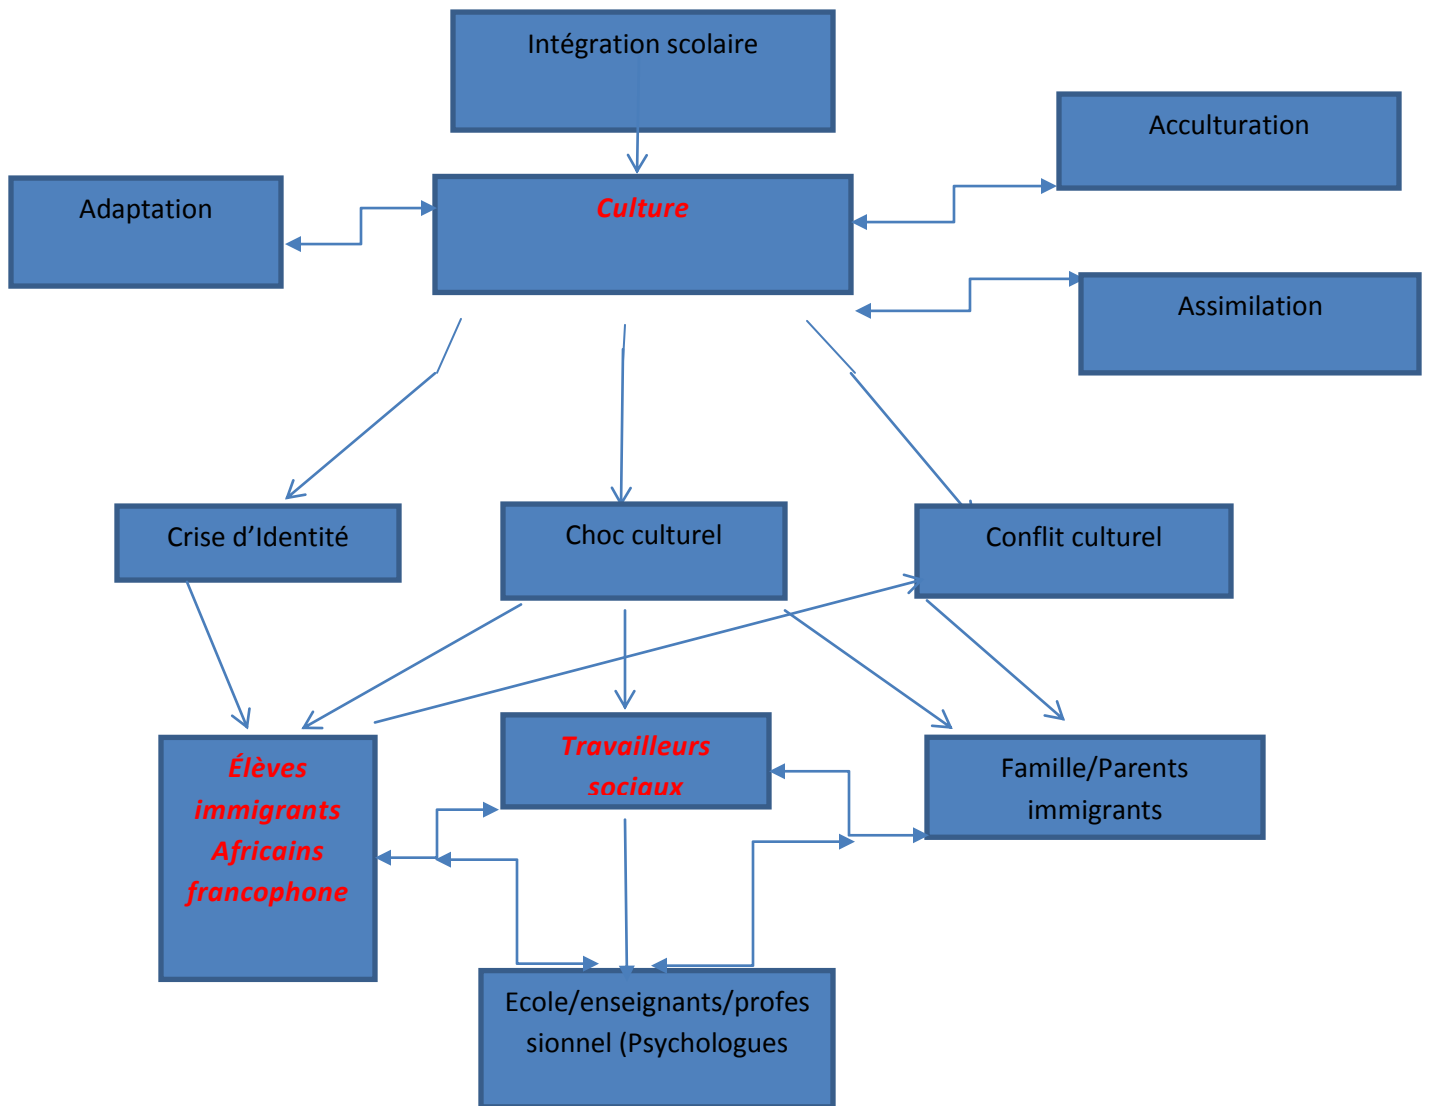 Intégration scolaire
Acculturation
Adaptation
Culture
Assimilation
Crise d’Identité
Choc culturel
Conflit culturel
Élèves
immigrants
Africains
francophone
Travailleurs
sociaux
Famille/Parents
immigrants
Ecole/enseignants/profes
sionnel (Psychologues